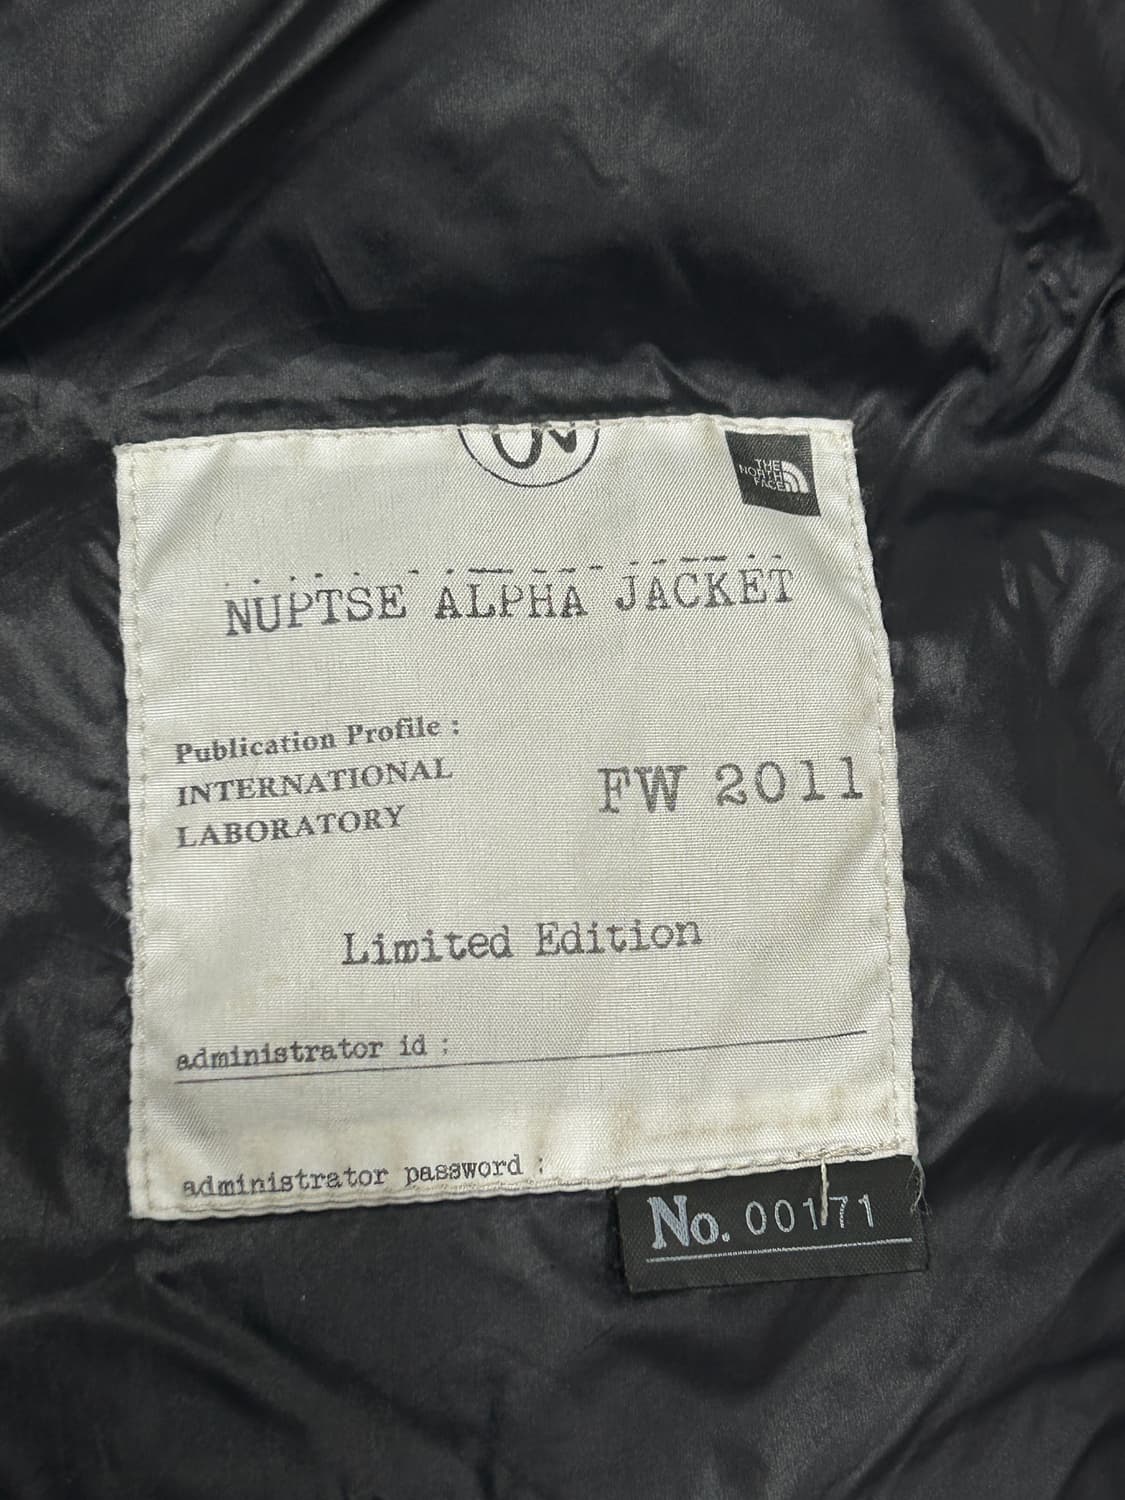 THE
NORTH
FACE
NUPTSE ALPHA JACKET
Publication Profile :
INTERNATIONAL
LABORATORY
FW 2011
Limited Edition
administrator id :
administrator password :
No. 00171